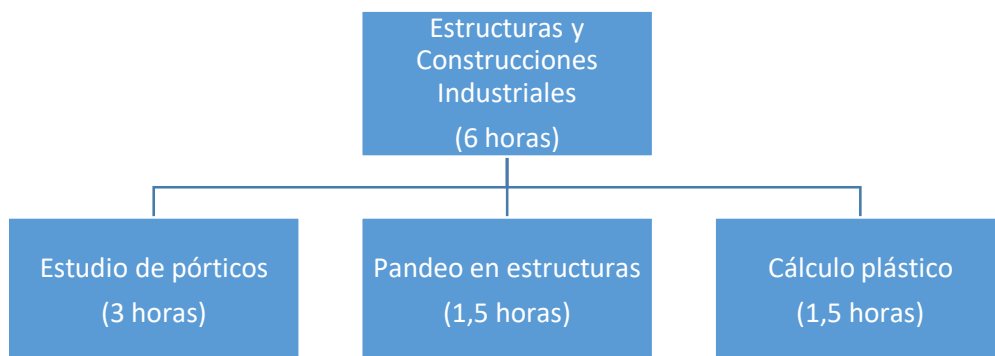 Estructuras y
Construcciones
Industriales
(6 horas)
Estudio de pórticos
(3 horas)
Pandeo en estructuras
(1,5 horas)
Cálculo plástico
(1,5 horas)